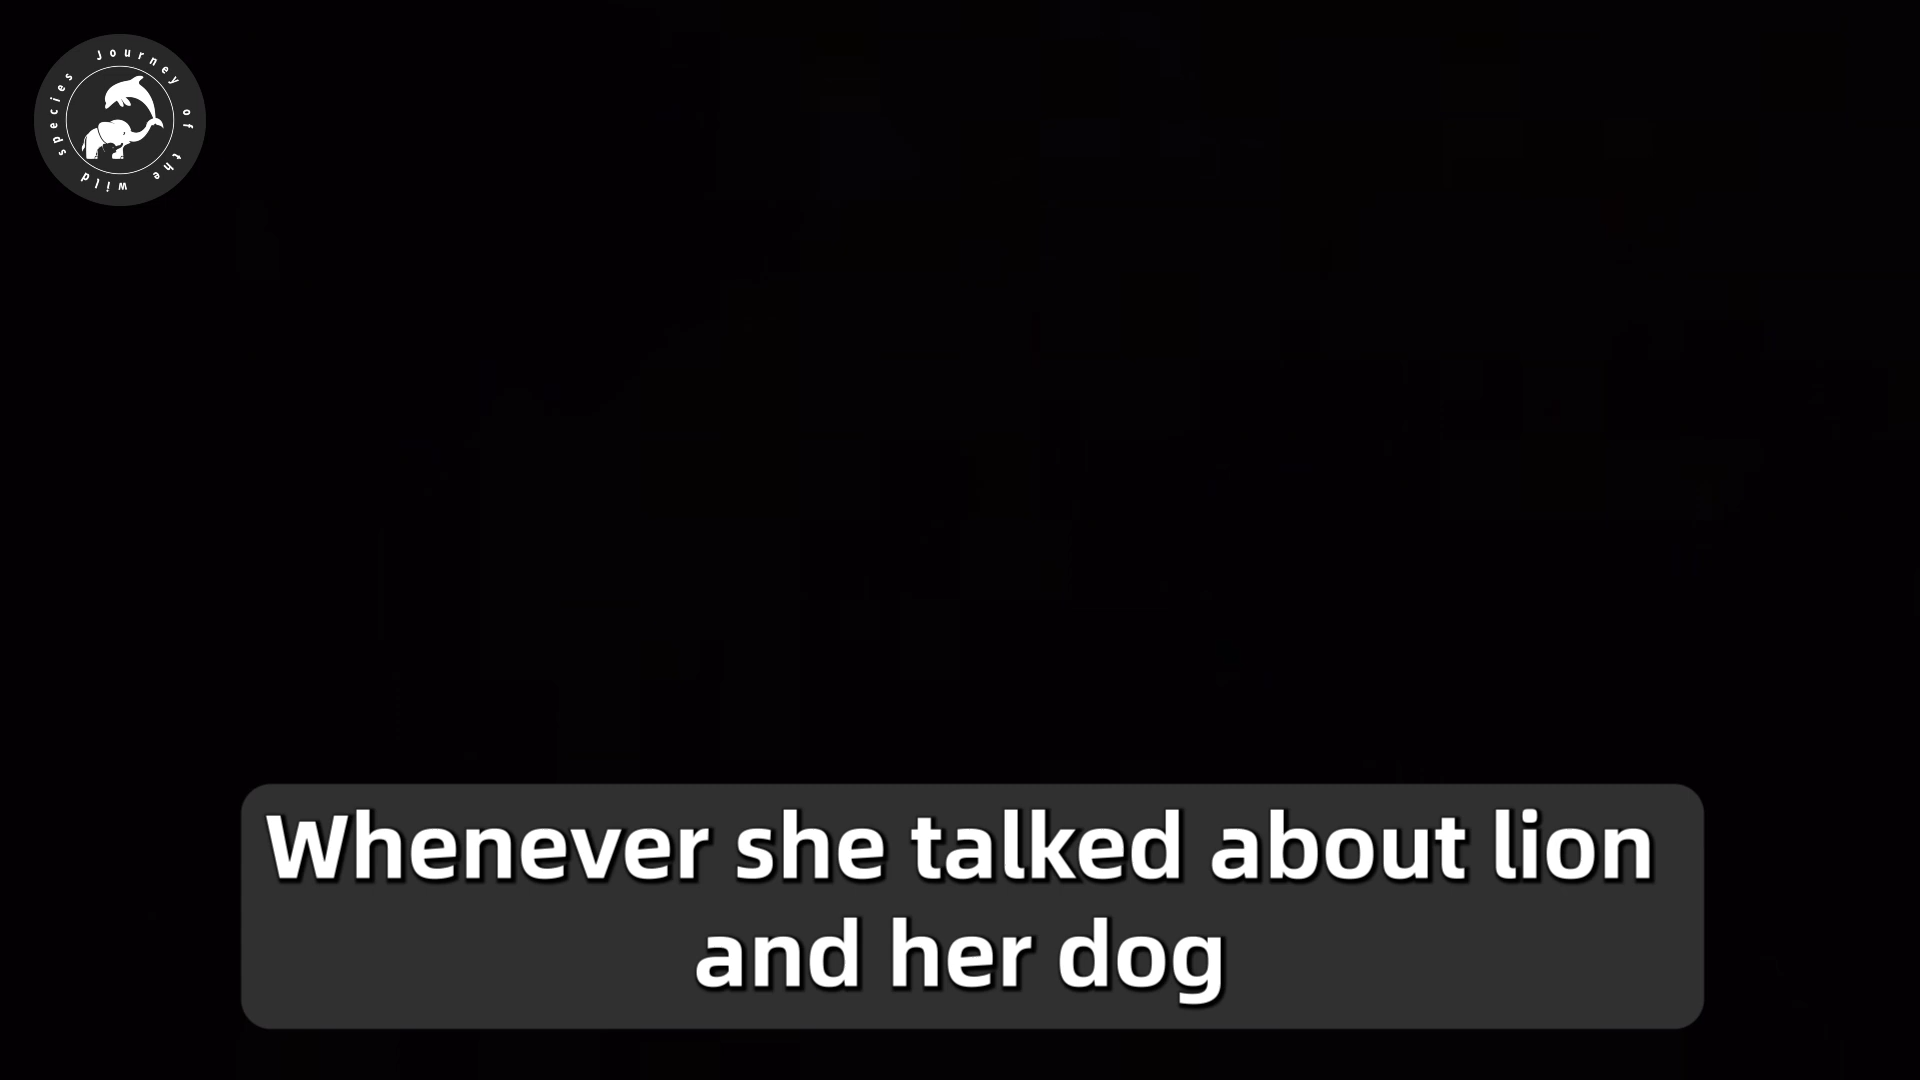 Journey of the wild species
Whenever she talked about lion
and her dog